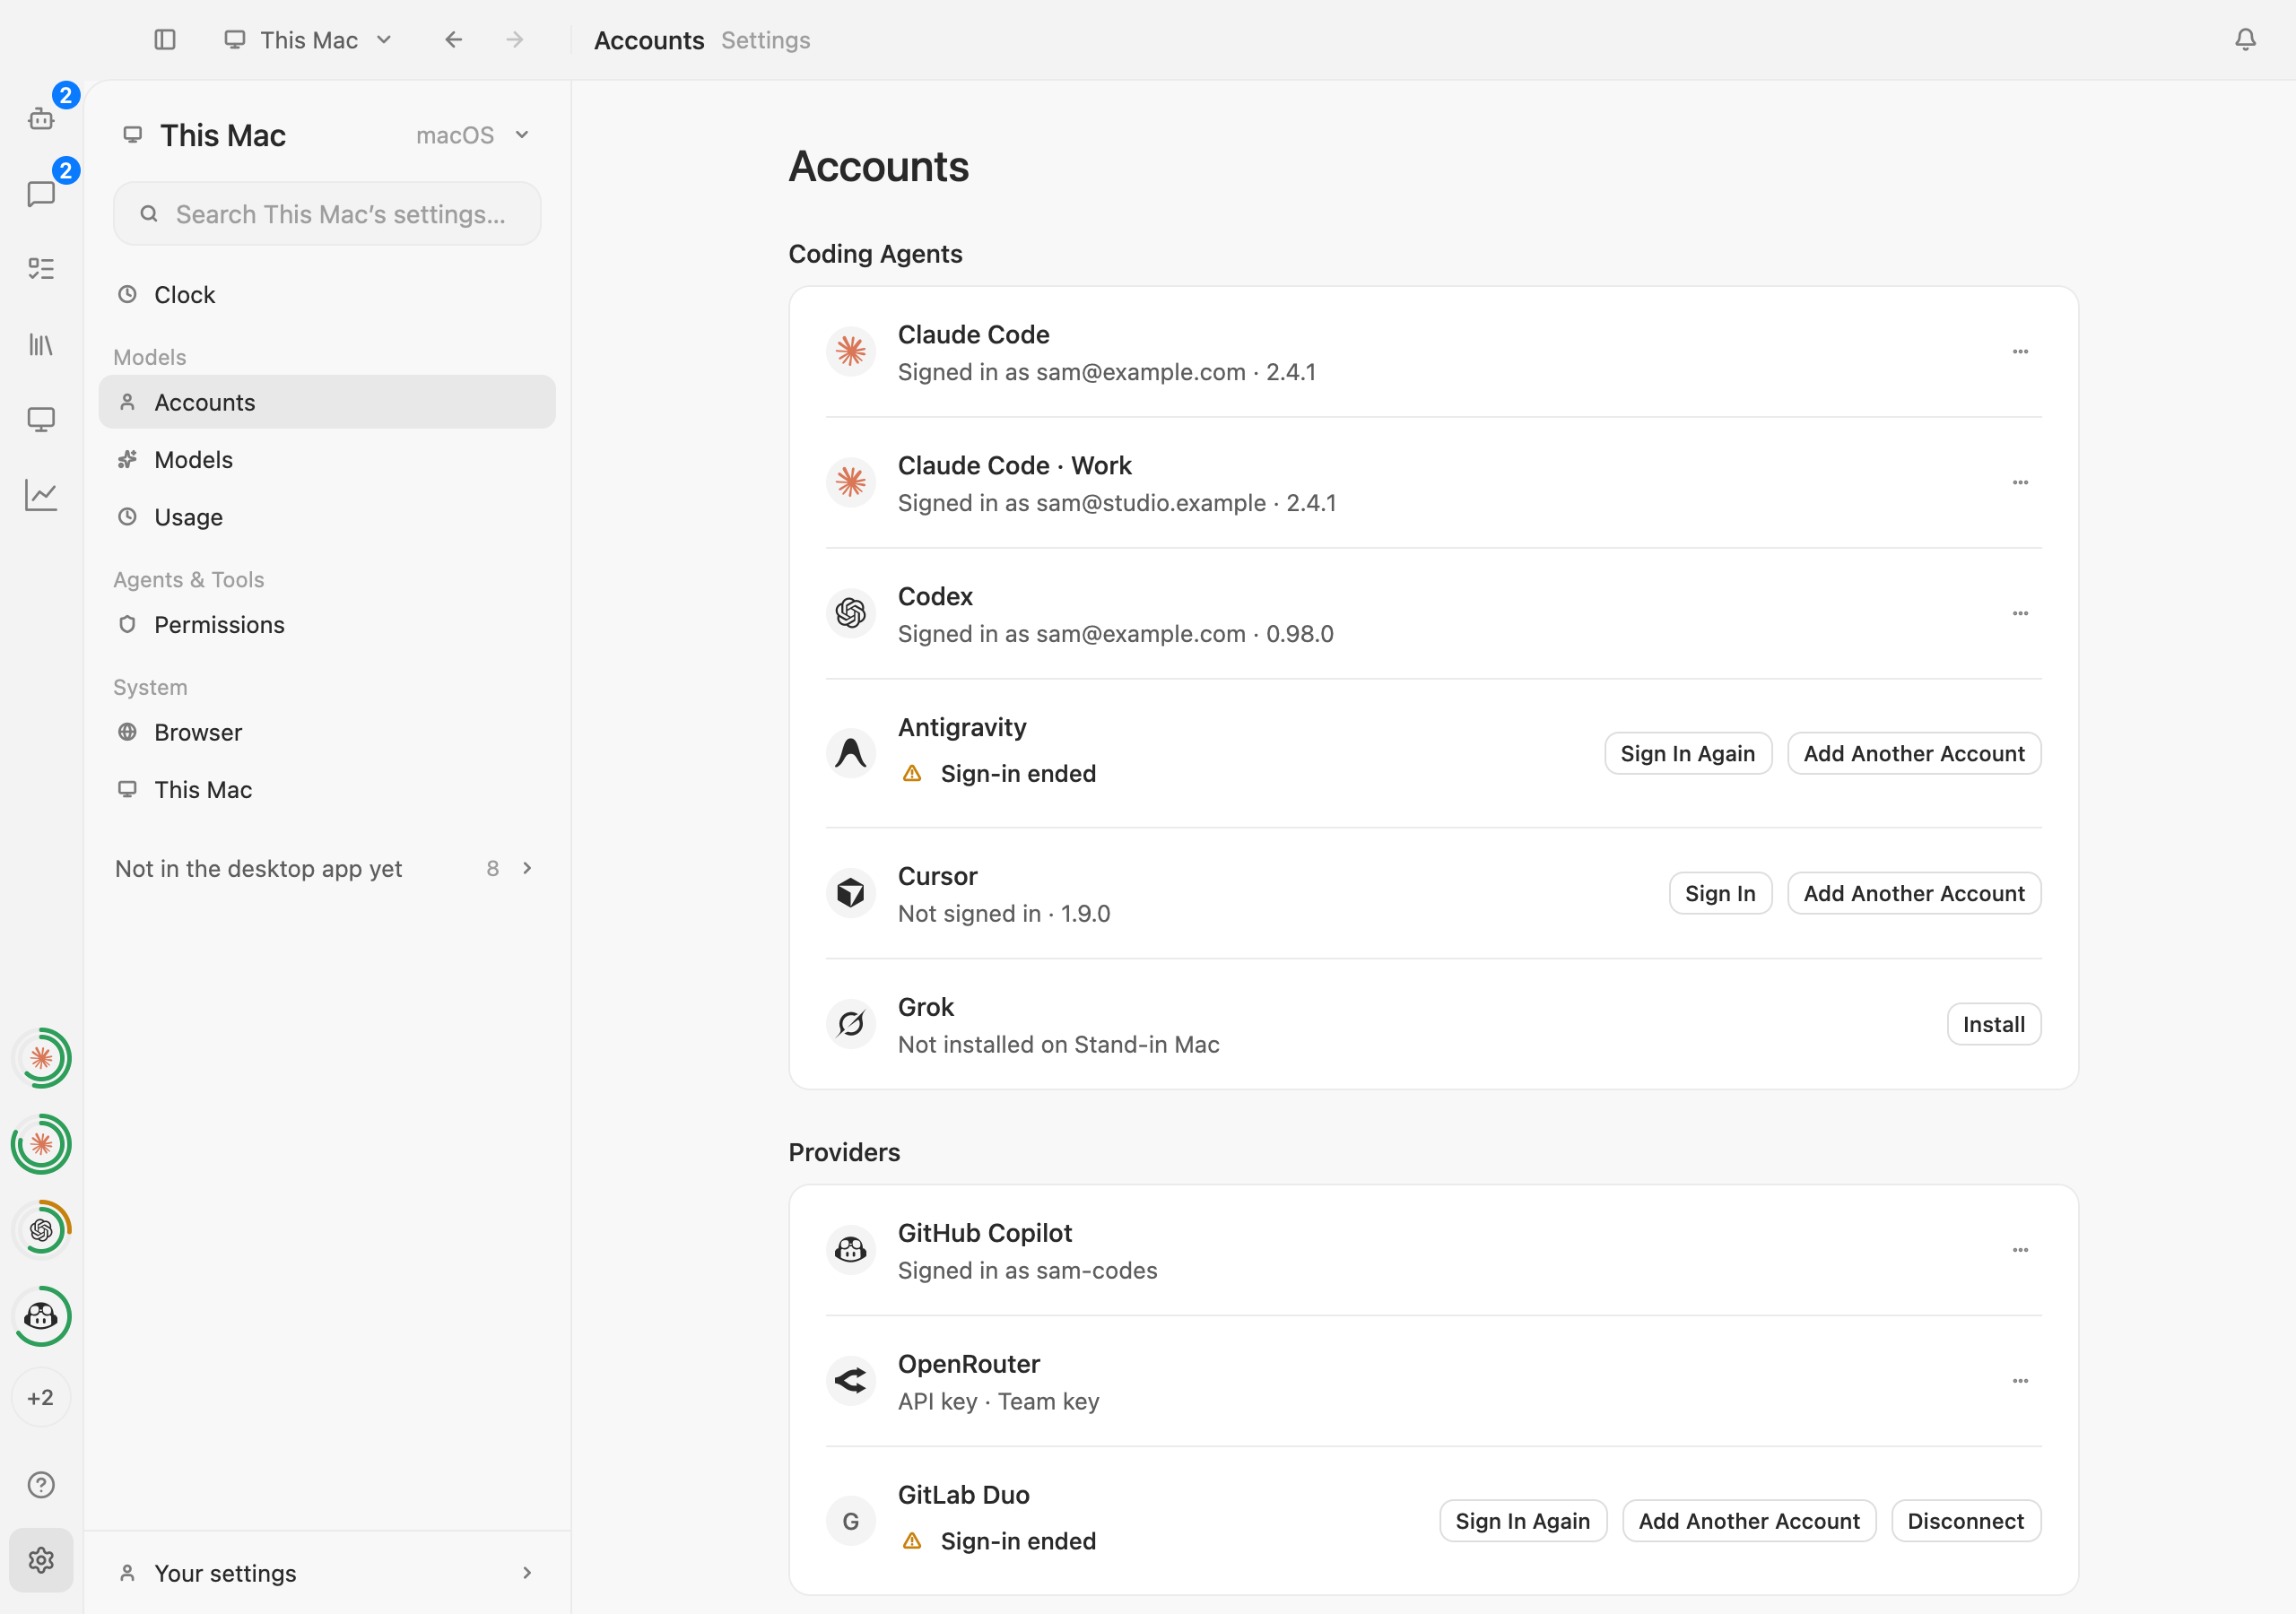 This Mac
Accounts Settings
2
2
This Mac macOS
Search This Mac’s settings...
Clock
Models
Accounts
Models
Usage
Agents & Tools
Permissions
System
Browser
This Mac
Not in the desktop app yet 8
+2
Your settings
Accounts
Coding Agents
Claude Code
Signed in as sam@example.com · 2.4.1
Claude Code · Work
Signed in as sam@studio.example · 2.4.1
Codex
Signed in as sam@example.com · 0.98.0
Antigravity
Sign-in ended
Sign In Again Add Another Account
Cursor
Not signed in · 1.9.0
Sign In Add Another Account
Grok
Not installed on Stand-in Mac
Install
Providers
GitHub Copilot
Signed in as sam-codes
OpenRouter
API key · Team key
G
GitLab Duo
Sign-in ended
Sign In Again Add Another Account Disconnect